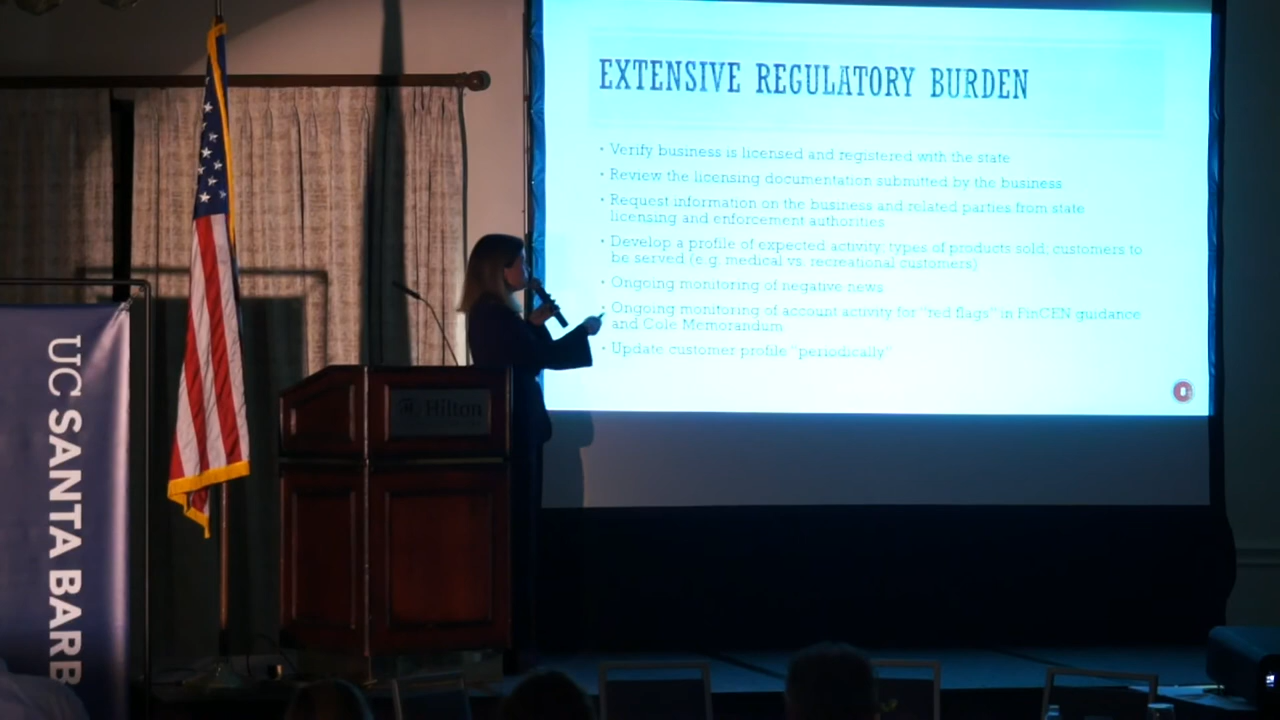 EXTENSIVE REGULATORY BURDEN
• Verify business is licensed and registered with the state
• Review the licensing documentation submitted by the business
• Request information on the business and related parties from state
licensing and enforcement authorities
• Develop a profile of expected activity; types of products sold; customers to
be served (e.g. medical vs. recreational customers)
• Ongoing monitoring of negative news
• Ongoing monitoring of account activity for "red flags" in FinCEN guidance
and Cole Memorandum
• Update customer profile "periodically"
Hilton
UC SANTA BARB